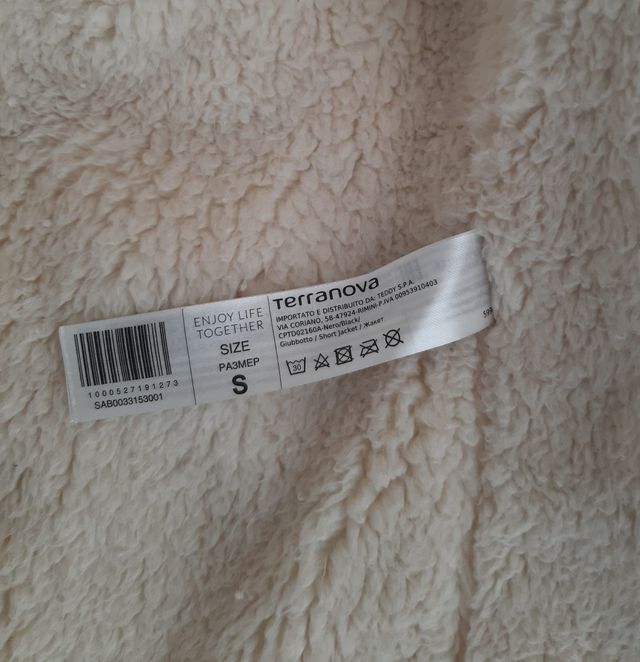 1000527191273
SAB0033153001
ENJOY LIFE
TOGETHER
SIZE
РАЗМЕР
S
Terranova
IMPORTATO E DISTRIBUITO DA: TEDDY S.P.A.
VIA CORIANO, 58-47924-RIMINI-P.IVA 00953910403
CPTD02160A-Nero/Black/
Giubbotto / Short Jacket / Жакет
30